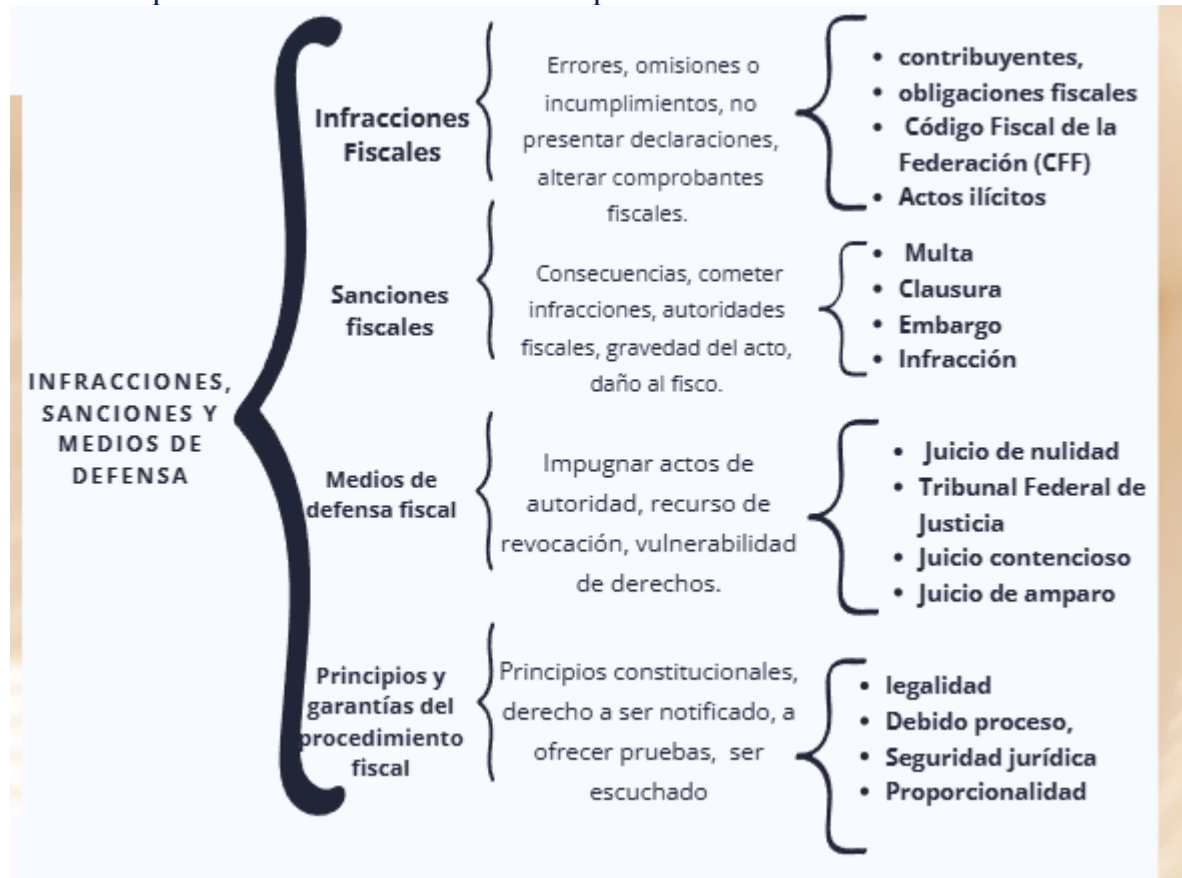 INFRACCIONES,
SANCIONES Y
MEDIOS DE
DEFENSA
Infracciones
Fiscales
Errores, omisiones o
incumplimientos, no
presentar declaraciones,
alterar comprobantes
fiscales.
• contribuyentes,
• obligaciones fiscales
• Código Fiscal de la
Federación (CFF)
• Actos ilícitos
Sanciones
fiscales
Consecuencias, cometer
infracciones, autoridades
fiscales, gravedad del acto,
daño al fisco.
• Multa
• Clausura
• Embargo
• Infracción
Medios de
defensa fiscal
Impugnar actos de
autoridad, recurso de
revocación, vulnerabilidad
de derechos.
• Juicio de nulidad
• Tribunal Federal de
Justicia
• Juicio contencioso
• Juicio de amparo
Principios y
garantías del
procedimiento
fiscal
Principios constitucionales,
derecho a ser notificado, a
ofrecer pruebas, ser
escuchado
• legalidad
• Debido proceso,
• Seguridad jurídica
• Proporcionalidad